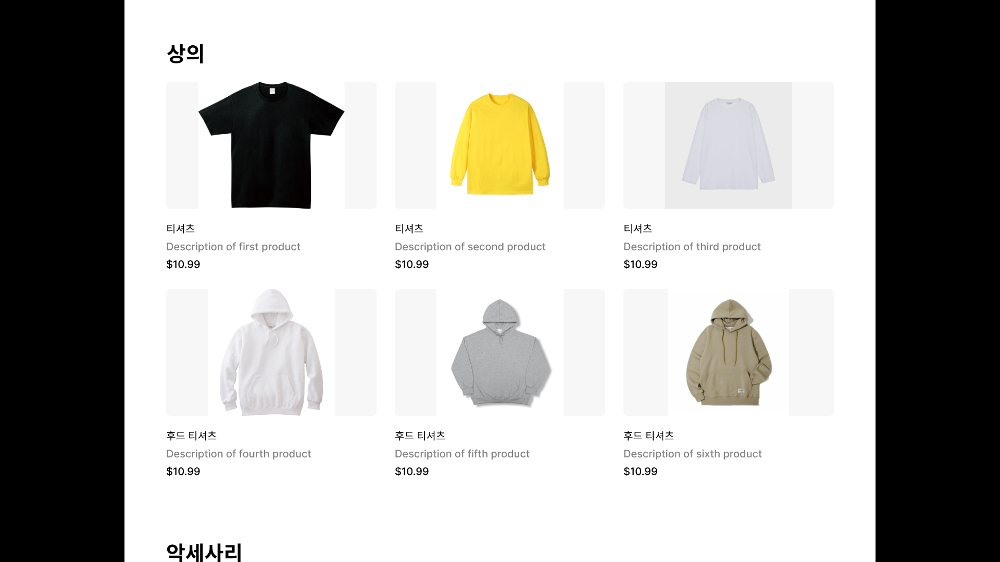 상의
티셔츠
Description of first product
$10.99
티셔츠
Description of second product
$10.99
티셔츠
Description of third product
$10.99
후드 티셔츠
Description of fourth product
$10.99
후드 티셔츠
Description of fifth product
$10.99
후드 티셔츠
Description of sixth product
$10.99
악세사리